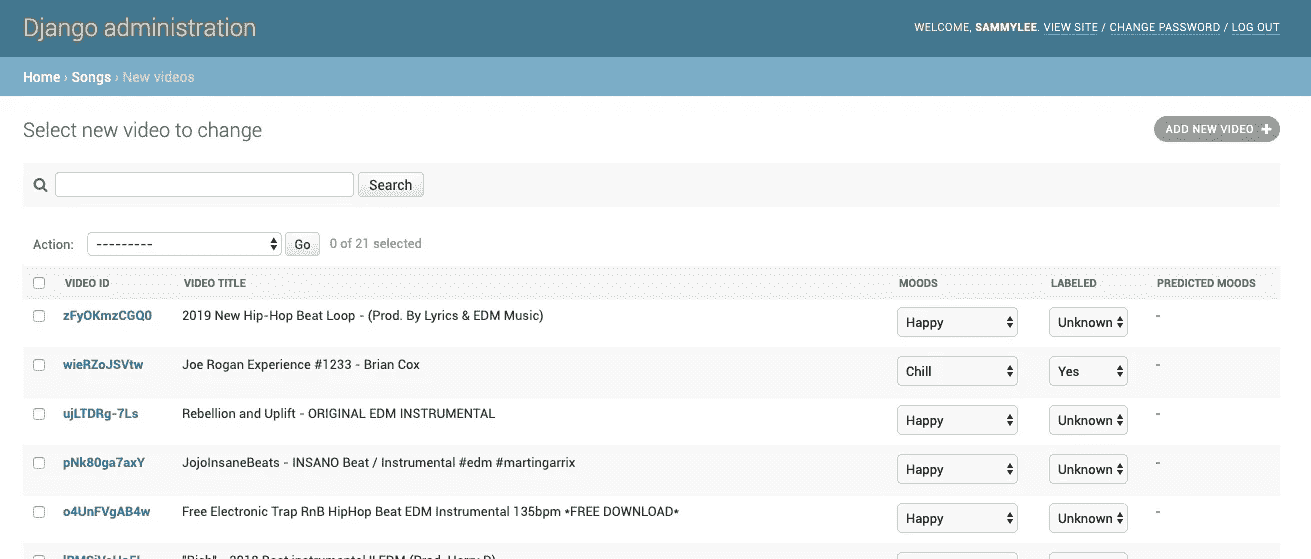 Django administration
WELCOME, SAMMYLEE. VIEW SITE / CHANGE PASSWORD / LOG OUT
Home › Songs › New videos
Select new video to change
ADD NEW VIDEO +
Search
Action: --------- Go 0 of 21 selected
VIDEO ID VIDEO TITLE MOODS LABELED PREDICTED MOODS
zFyOKmzCGQ0 2019 New Hip-Hop Beat Loop - (Prod. By Lyrics & EDM Music) Happy Unknown -
wieRZoJSVtw Joe Rogan Experience #1233 - Brian Cox Chill Yes -
ujLTDRg-7Ls Rebellion and Uplift - ORIGINAL EDM INSTRUMENTAL Happy Unknown -
pNk80ga7axY JojoInsaneBeats - INSANO Beat / Instrumental #edm #martingarrix Happy Unknown -
o4UnFVgAB4w Free Electronic Trap RnB HipHop Beat EDM Instrumental 135bpm *FREE DOWNLOAD* Happy Unknown -